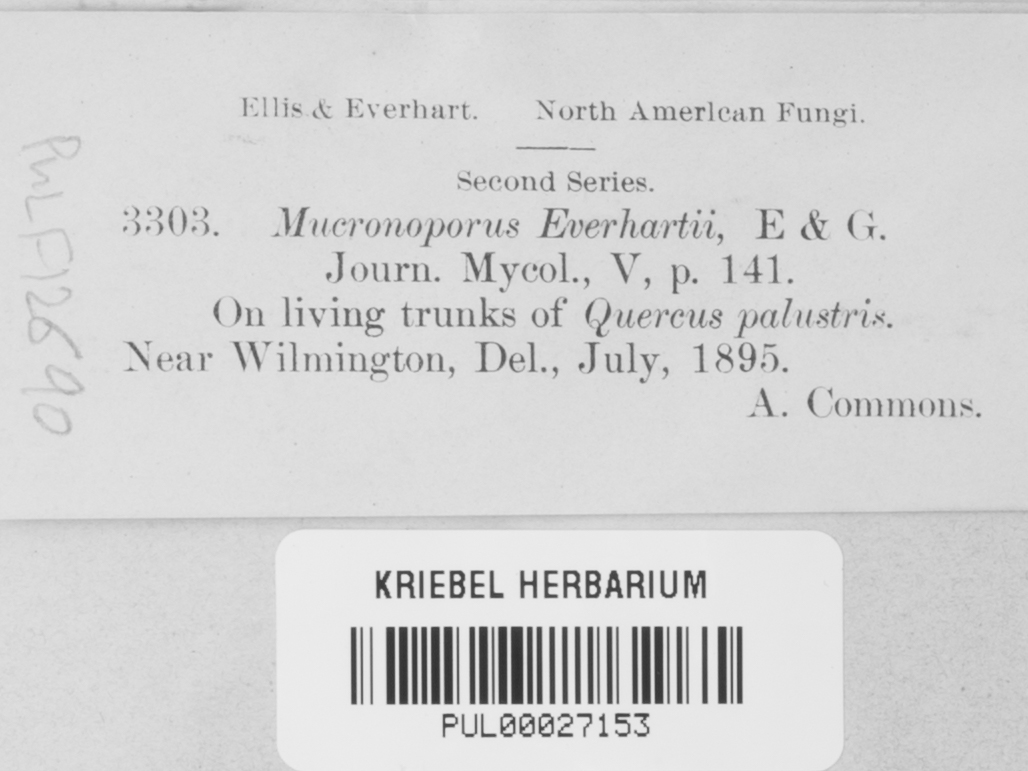 Ellis & Everhart. North American Fungi.
Second Series.
3303. Mucronoporus Everhartii, E & G.
Journ. Mycol., V, p. 141.
On living trunks of Quercus palustris.
Near Wilmington, Del., July, 1895.
A. Commons.
PUL F12690
KRIEBEL HERBARIUM
PUL00027153